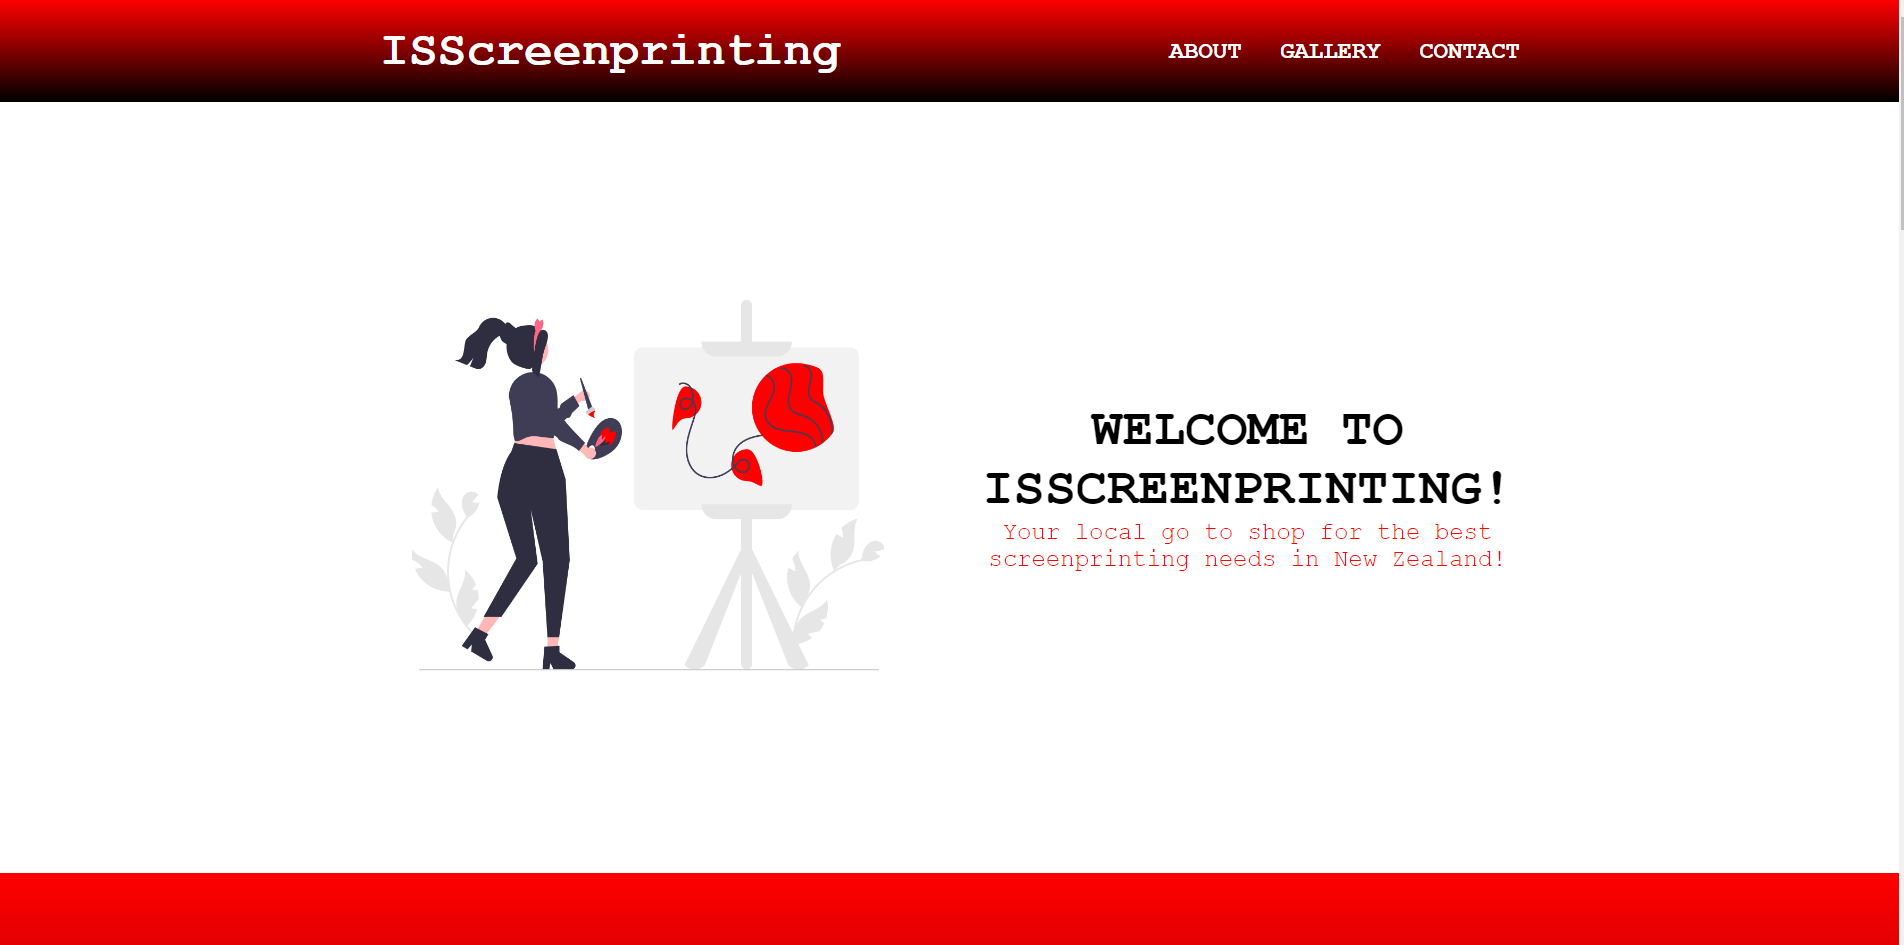 ISScreenprinting
ABOUT GALLERY CONTACT
WELCOME TO
ISSCREENPRINTING!
Your local go to shop for the best
screenprinting needs in New Zealand!